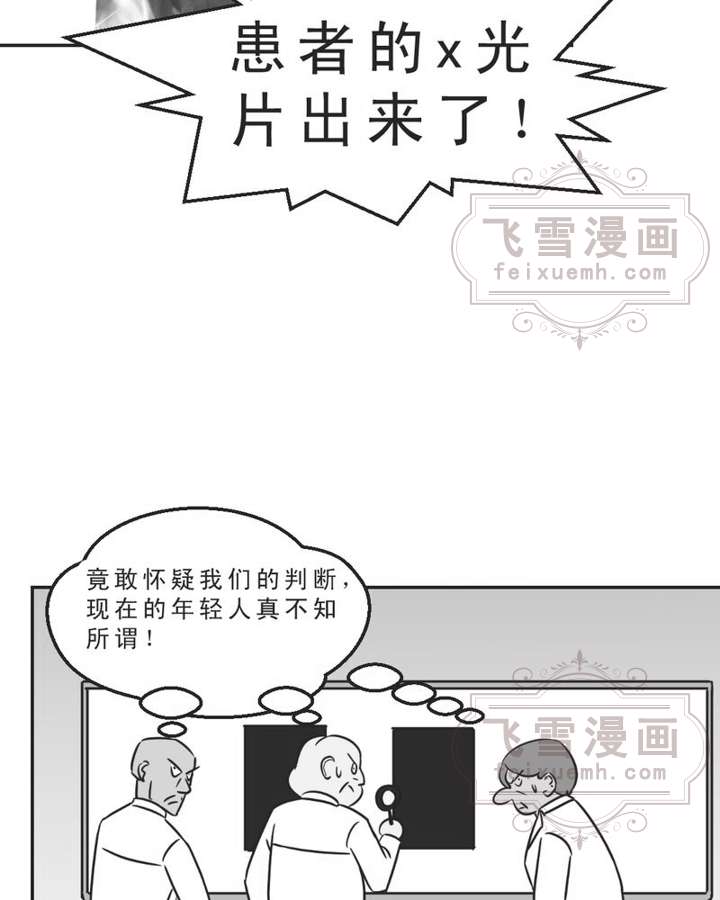 患者的x光
片出来了！
飞雪漫画
feixuemh.com
竟敢怀疑我们的判断，
现在的年轻人真不知
所谓！
飞雪漫画
feixuemh.com